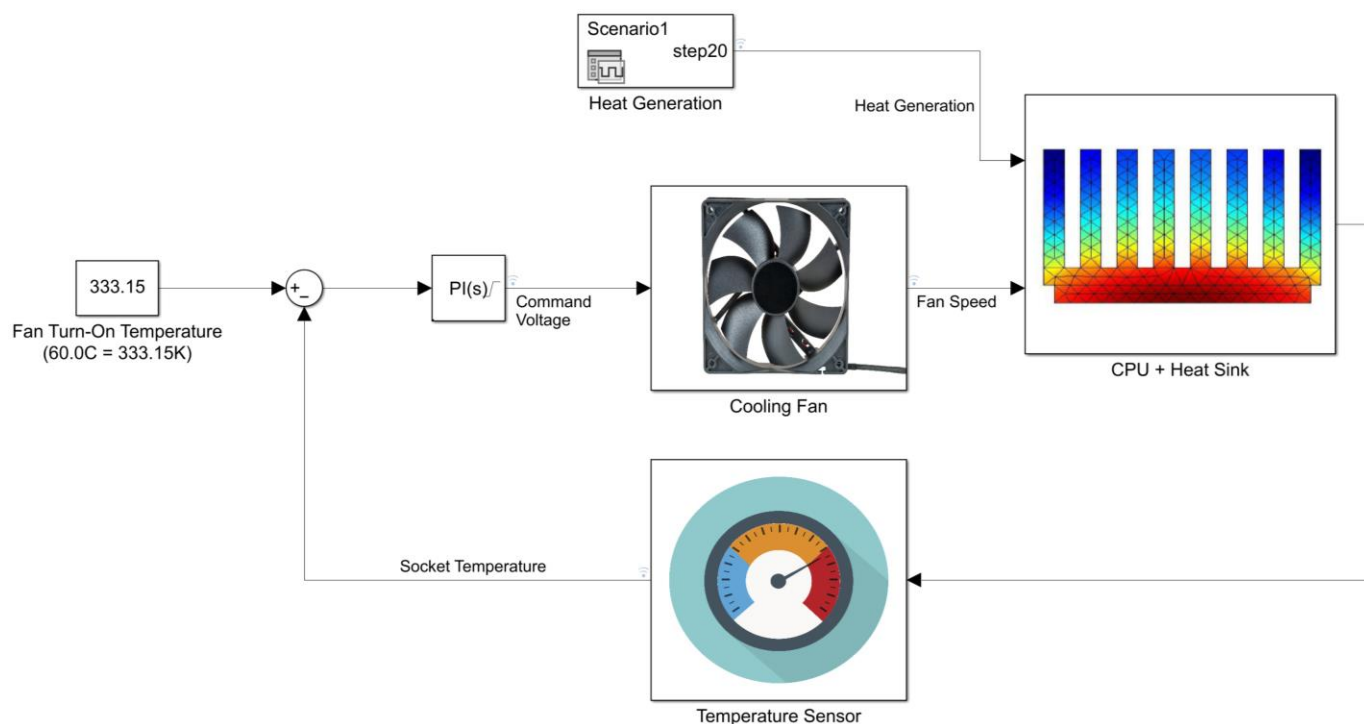 Scenario1
step20
Heat Generation
Heat Generation
333.15
Fan Turn-On Temperature
(60.0C = 333.15K)
+
−
PI(s)
Command
Voltage
Cooling Fan
Fan Speed
CPU + Heat Sink
Socket Temperature
Temperature Sensor